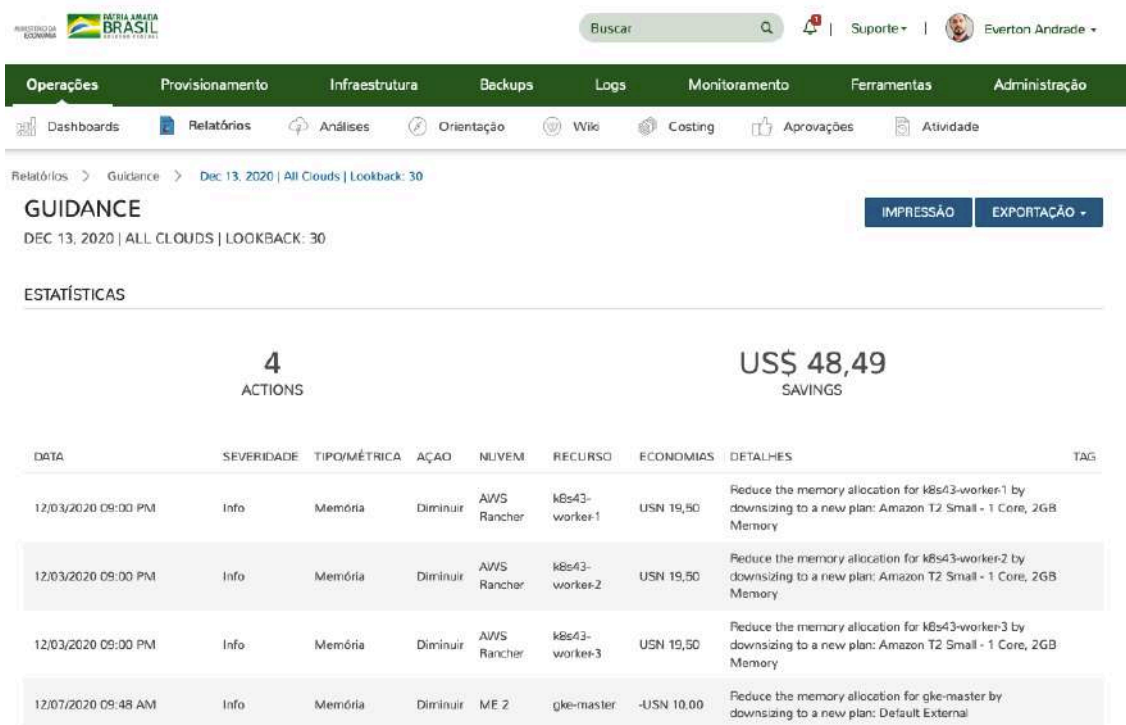 MINISTÉRIO DA
ECONOMIA
PÁTRIA AMADA
BRASIL
GOVERNO FEDERAL
Buscar
1
Suporte
Everton Andrade
Operações Provisionamento Infraestrutura Backups Logs Monitoramento Ferramentas Administração
Dashboards Relatórios Análises Orientação Wiki Costing Aprovações Atividade
Relatórios > Guidance > Dec 13, 2020 | All Clouds | Lookback: 30
GUIDANCE
IMPRESSÃO EXPORTAÇÃO
DEC 13, 2020 | ALL CLOUDS | LOOKBACK: 30
ESTATÍSTICAS
4
ACTIONS
US$ 48,49
SAVINGS
DATA SEVERIDADE TIPO/MÉTRICA AÇÃO NUVEM RECURSO ECONOMIAS DETALHES TAG
12/03/2020 09:00 PM Info Memória Diminuir AWS Rancher k8s43-worker-1 USN 19,50 Reduce the memory allocation for k8s43-worker-1 by
downsizing to a new plan: Amazon T2 Small - 1 Core, 2GB
Memory
12/03/2020 09:00 PM Info Memória Diminuir AWS Rancher k8s43-worker-2 USN 19,50 Reduce the memory allocation for k8s43-worker-2 by
downsizing to a new plan: Amazon T2 Small - 1 Core, 2GB
Memory
12/03/2020 09:00 PM Info Memória Diminuir AWS Rancher k8s43-worker-3 USN 19,50 Reduce the memory allocation for k8s43-worker-3 by
downsizing to a new plan: Amazon T2 Small - 1 Core, 2GB
Memory
12/07/2020 09:48 AM Info Memória Diminuir ME 2 gke-master -USN 10,00 Reduce the memory allocation for gke-master by
downsizing to a new plan: Default External